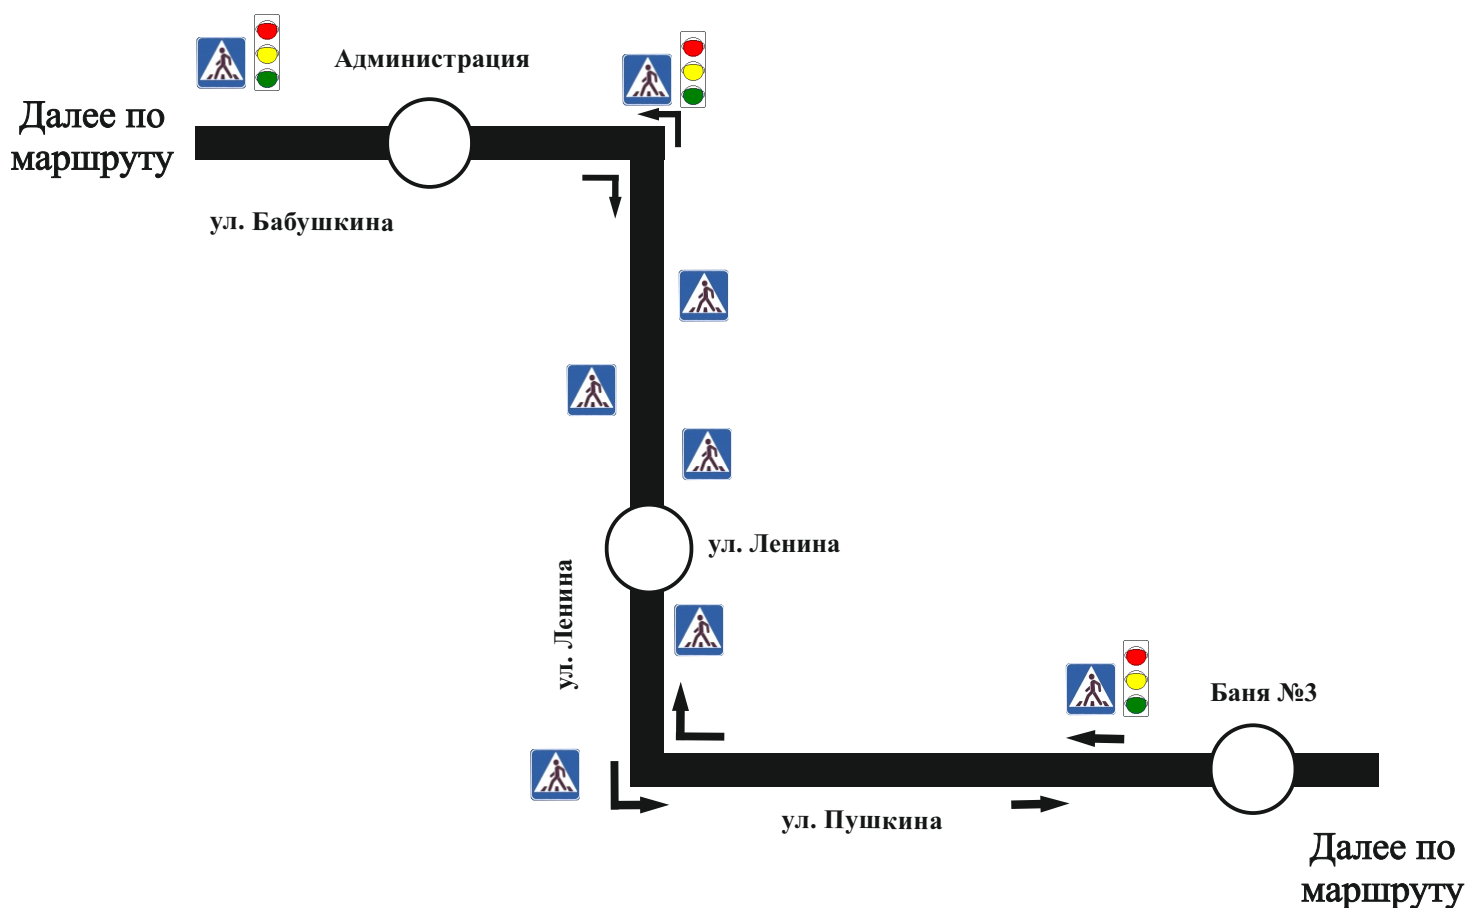 Администрация
Далее по
маршруту
ул. Бабушкина
ул. Ленина
ул. Ленина
Баня №3
ул. Пушкина
Далее по
маршруту